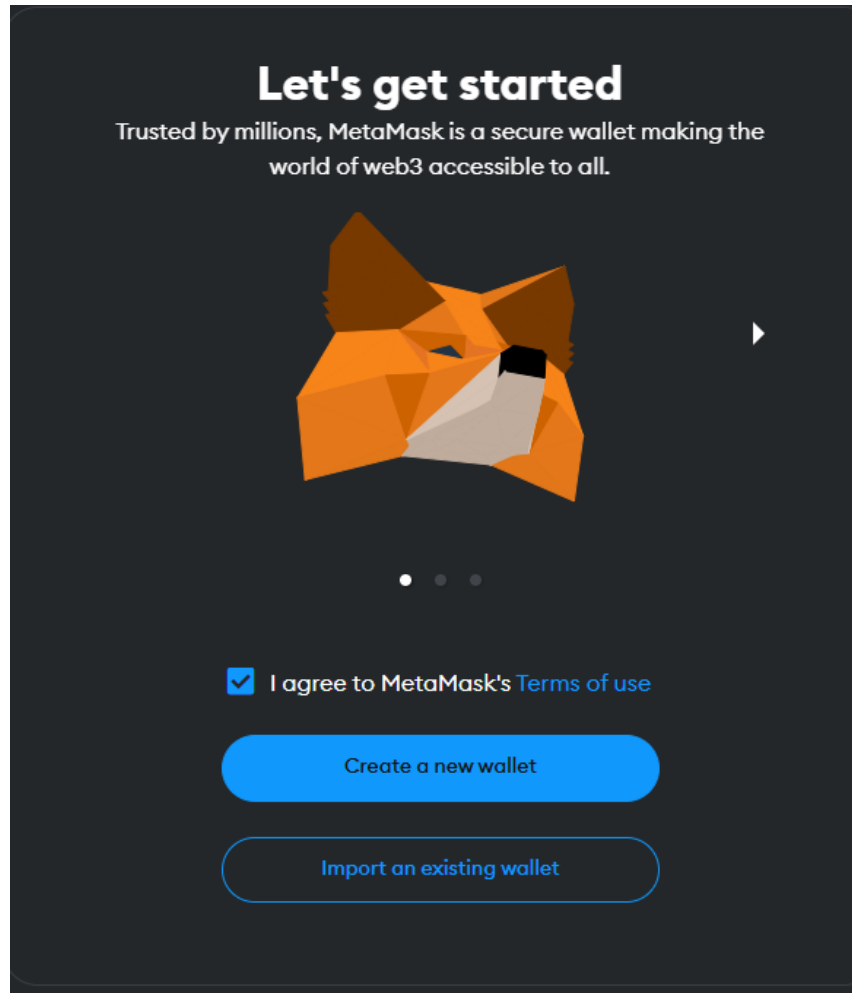 Let's get started
Trusted by millions, MetaMask is a secure wallet making the
world of web3 accessible to all.
I agree to MetaMask's Terms of use
Create a new wallet
Import an existing wallet